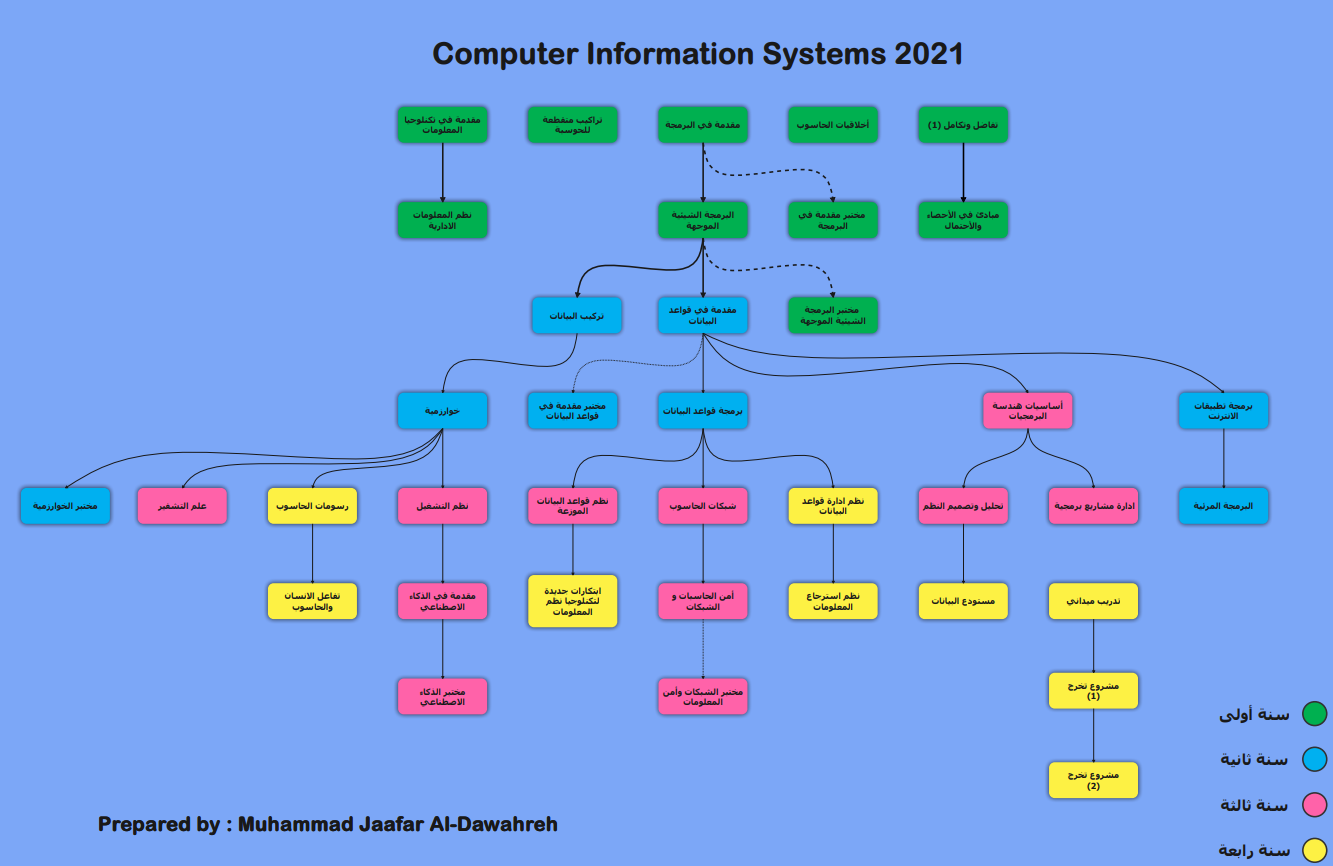 Computer Information Systems 2021
مقدمة في تكنلوجيا
المعلومات
تراكيب متقطعة
للحوسبة
مقدمة في البرمجة
أخلاقيات الحاسوب
تفاضل وتكامل (1)
نظم المعلومات
الادارية
البرمجة الشيئية
الموجهة
مختبر مقدمة في
البرمجة
مبادئ في الأحصاء
والأحتمال
تركيب البيانات
مقدمة في قواعد
البيانات
مختبر البرمجة
الشيئية الموجهة
خوارزمية
مختبر مقدمة في
قواعد البيانات
برمجة قواعد البيانات
أساسيات هندسة
البرمجيات
برمجة تطبيقات
الانترنت
مختبر الخوارزمية
علم التشفير
رسومات الحاسوب
نظم التشغيل
نظم قواعد البيانات
الموزعة
شبكات الحاسوب
نظم ادارة قواعد
البيانات
تحليل وتصميم النظم
ادارة مشاريع برمجية
البرمجة المرئية
تفاعل الانسان
والحاسوب
مقدمة في الذكاء
الاصطناعي
ابتكارات جديدة
لتكنلوجيا نظم
المعلومات
أمن الحاسبات و
الشبكات
نظم استرجاع
المعلومات
مستودع البيانات
تدريب ميداني
مختبر الذكاء
الاصطناعي
مختبر الشبكات وأمن
المعلومات
مشروع تخرج
(1)
مشروع تخرج
(2)
سنة أولى
سنة ثانية
سنة ثالثة
سنة رابعة
Prepared by : Muhammad Jaafar Al-Dawahreh